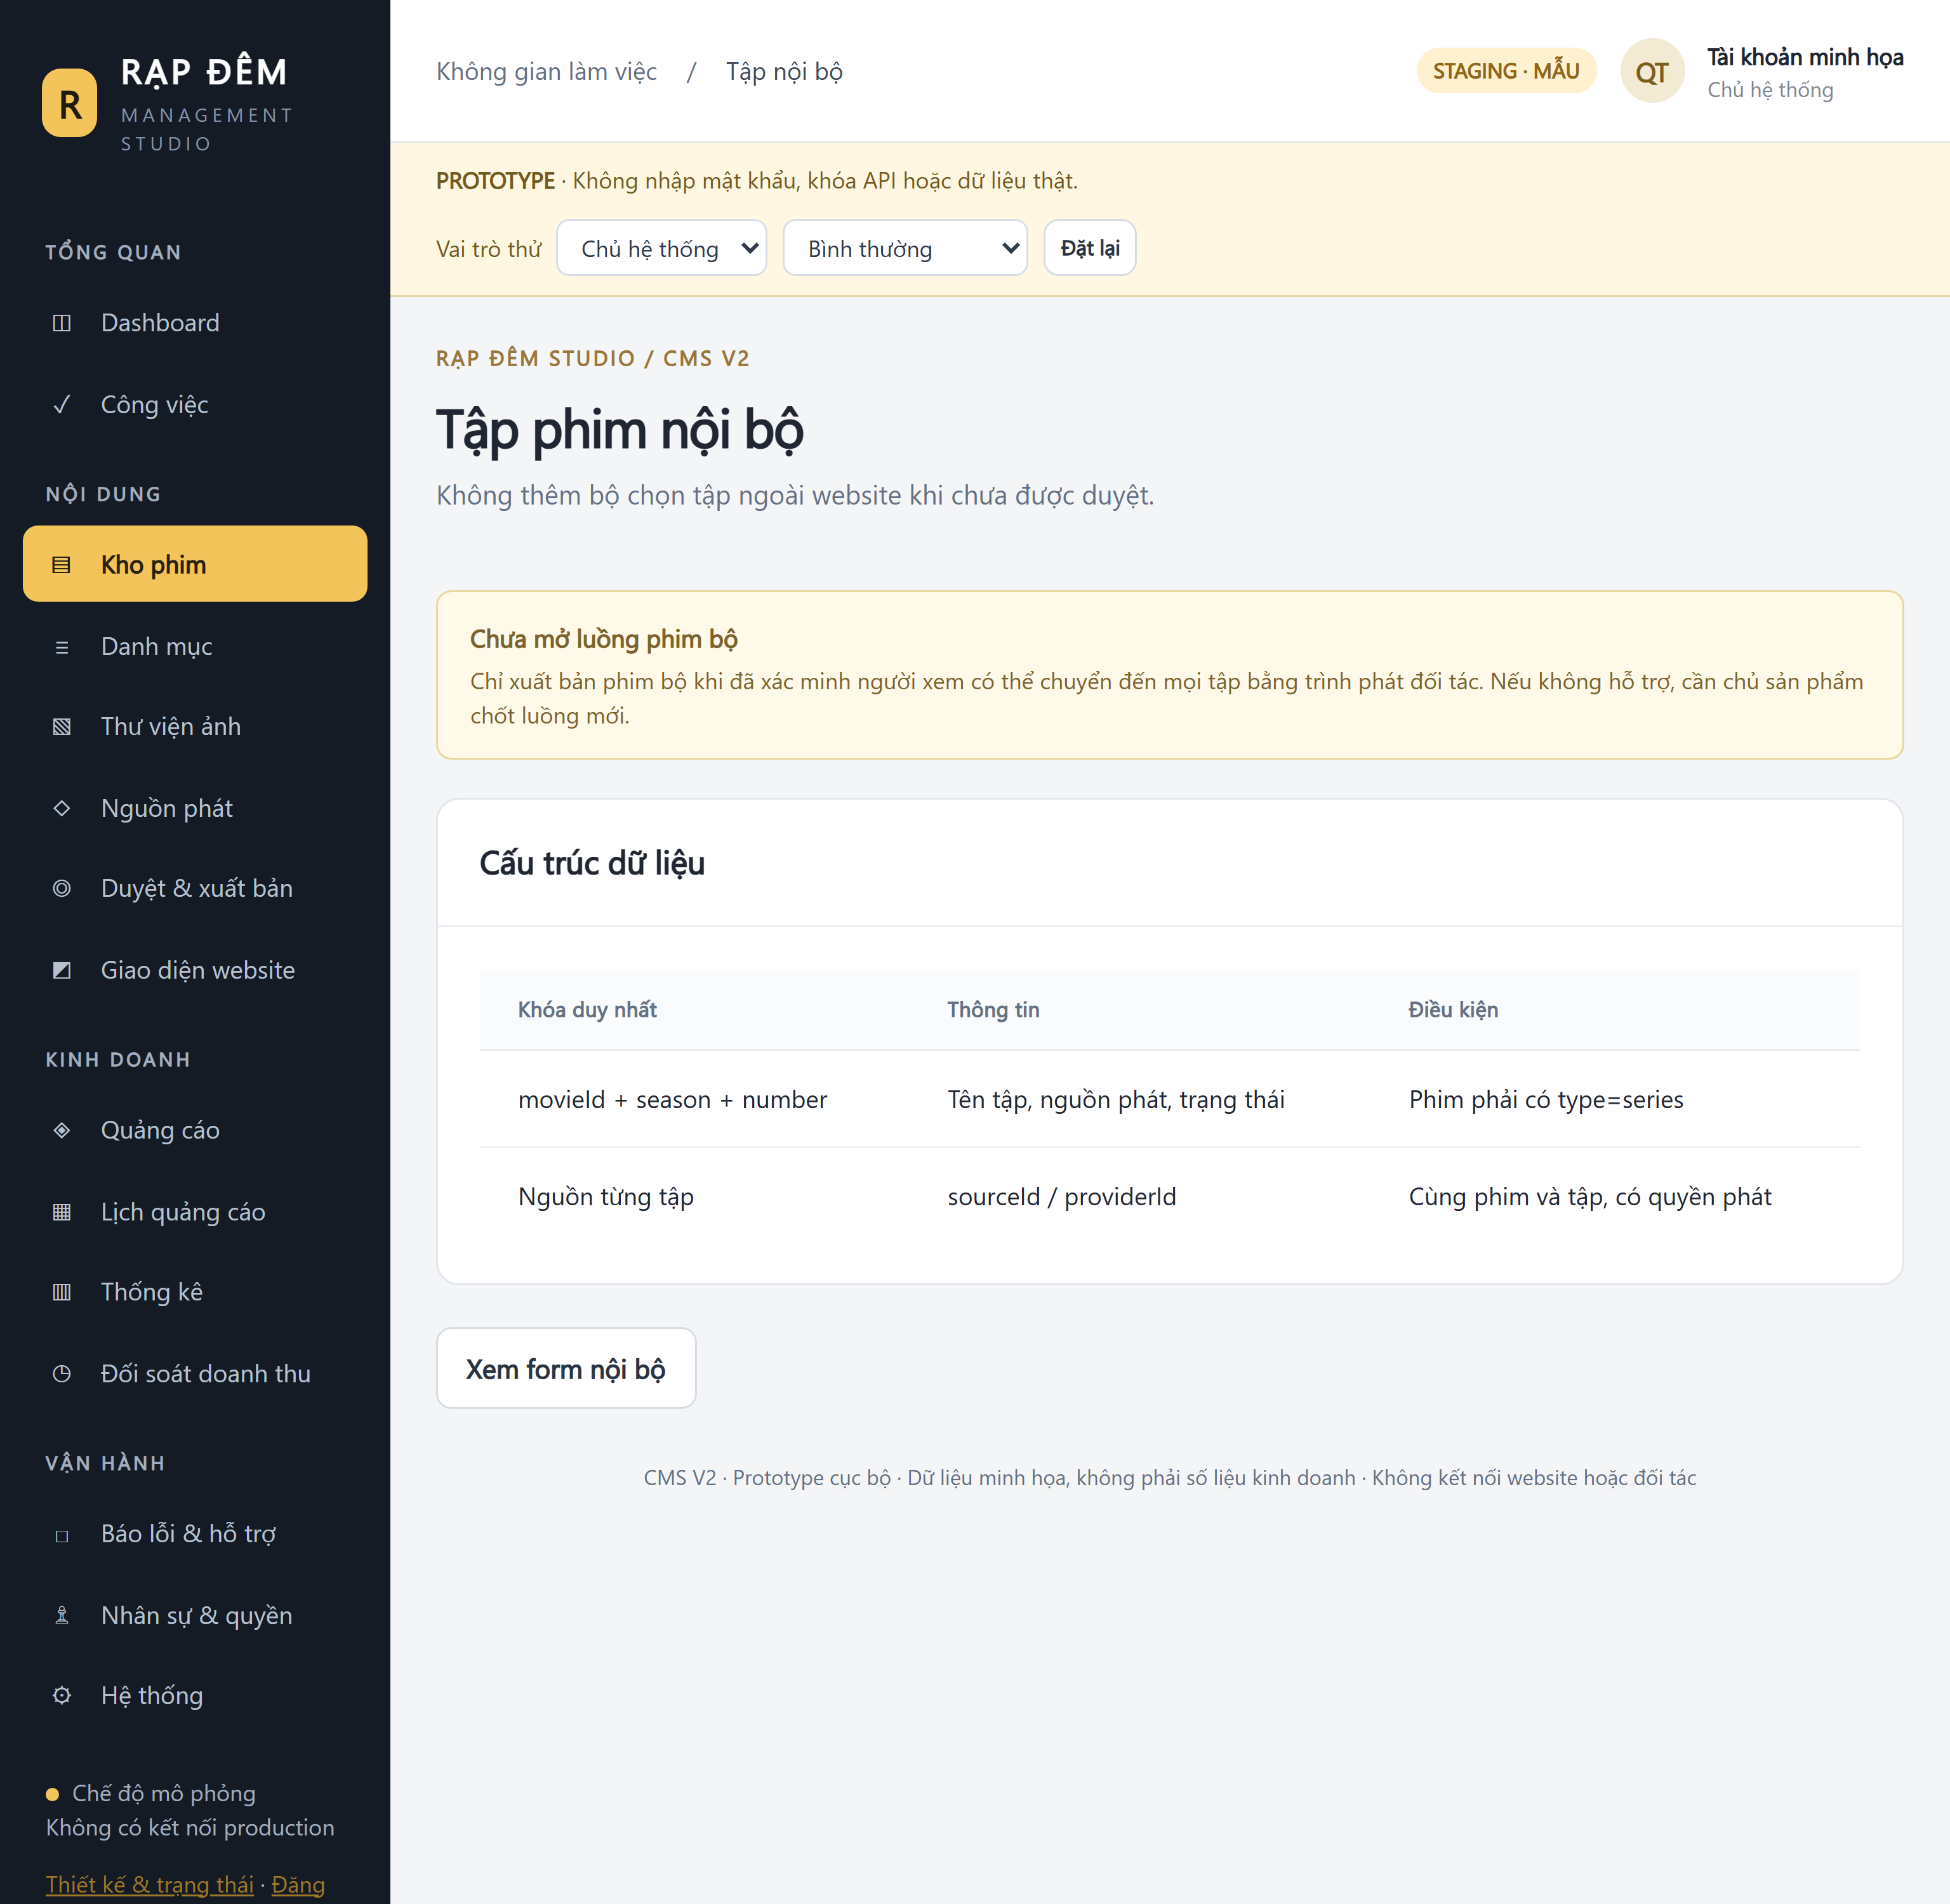 R
RẠP ĐÊM
MANAGEMENT
STUDIO
TỔNG QUAN
Dashboard
Công việc
NỘI DUNG
Kho phim
Danh mục
Thư viện ảnh
Nguồn phát
Duyệt & xuất bản
Giao diện website
KINH DOANH
Quảng cáo
Lịch quảng cáo
Thống kê
Đối soát doanh thu
VẬN HÀNH
Báo lỗi & hỗ trợ
Nhân sự & quyền
Hệ thống
Chế độ mô phỏng
Không có kết nối production
Thiết kế & trạng thái · Đăng
Không gian làm việc / Tập nội bộ
STAGING · MẪU
QT
Tài khoản minh họa
Chủ hệ thống
PROTOTYPE · Không nhập mật khẩu, khóa API hoặc dữ liệu thật.
Vai trò thử Chủ hệ thống Bình thường Đặt lại
RẠP ĐÊM STUDIO / CMS V2
Tập phim nội bộ
Không thêm bộ chọn tập ngoài website khi chưa được duyệt.
Chưa mở luồng phim bộ
Chỉ xuất bản phim bộ khi đã xác minh người xem có thể chuyển đến mọi tập bằng trình phát đối tác. Nếu không hỗ trợ, cần chủ sản phẩm
chốt luồng mới.
Cấu trúc dữ liệu
Khóa duy nhất Thông tin Điều kiện
movieId + season + number Tên tập, nguồn phát, trạng thái Phim phải có type=series
Nguồn từng tập sourceId / providerId Cùng phim và tập, có quyền phát
Xem form nội bộ
CMS V2 · Prototype cục bộ · Dữ liệu minh họa, không phải số liệu kinh doanh · Không kết nối website hoặc đối tác